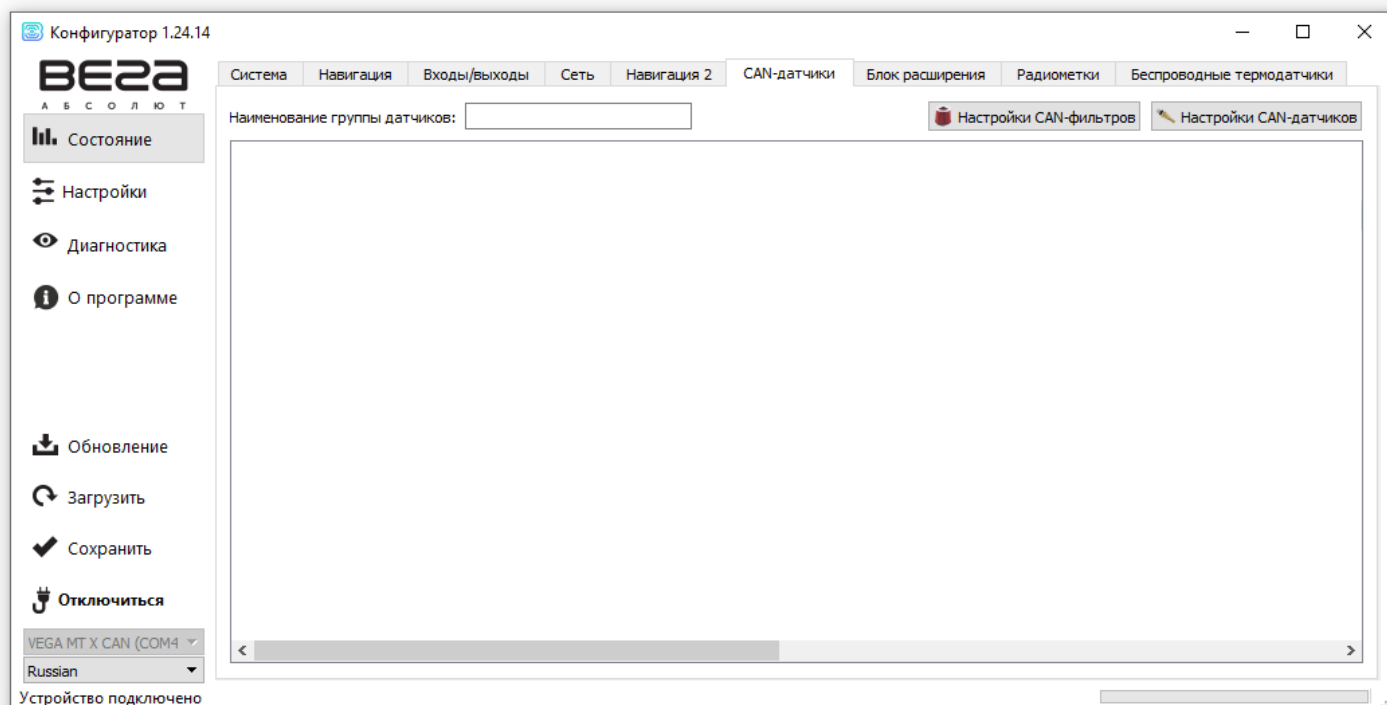 Конфигуратор 1.24.14
ВЕГА
АБСОЛЮТ
Система Навигация Входы/выходы Сеть Навигация 2 CAN-датчики Блок расширения Радиометки Беспроводные термодатчики
Наименование группы датчиков: Настройки CAN-фильтров Настройки CAN-датчиков
Состояние
Настройки
Диагностика
О программе
Обновление
Загрузить
Сохранить
Отключиться
VEGA MT X CAN (COM4
Russian
Устройство подключено